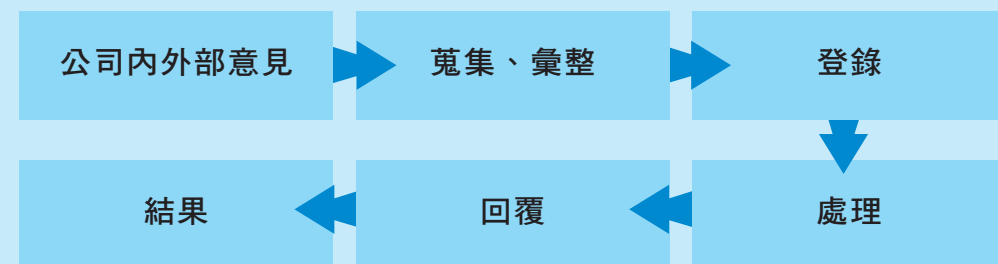 公司內外部意見
蒐集、彙整
登錄
處理
回覆
結果